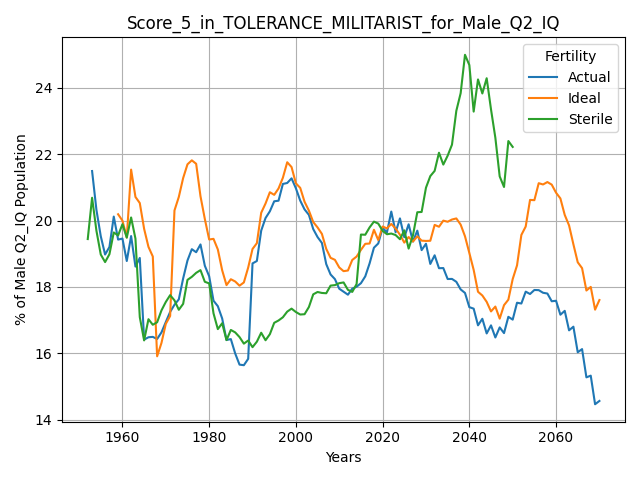 Score_5_in_TOLERANCE_MILITARIST_for_Male_Q2_IQ
Fertility
Actual
Ideal
Sterile
% of Male Q2_IQ Population
24
22
20
18
16
14
1960
1980
2000
2020
2040
2060
Years